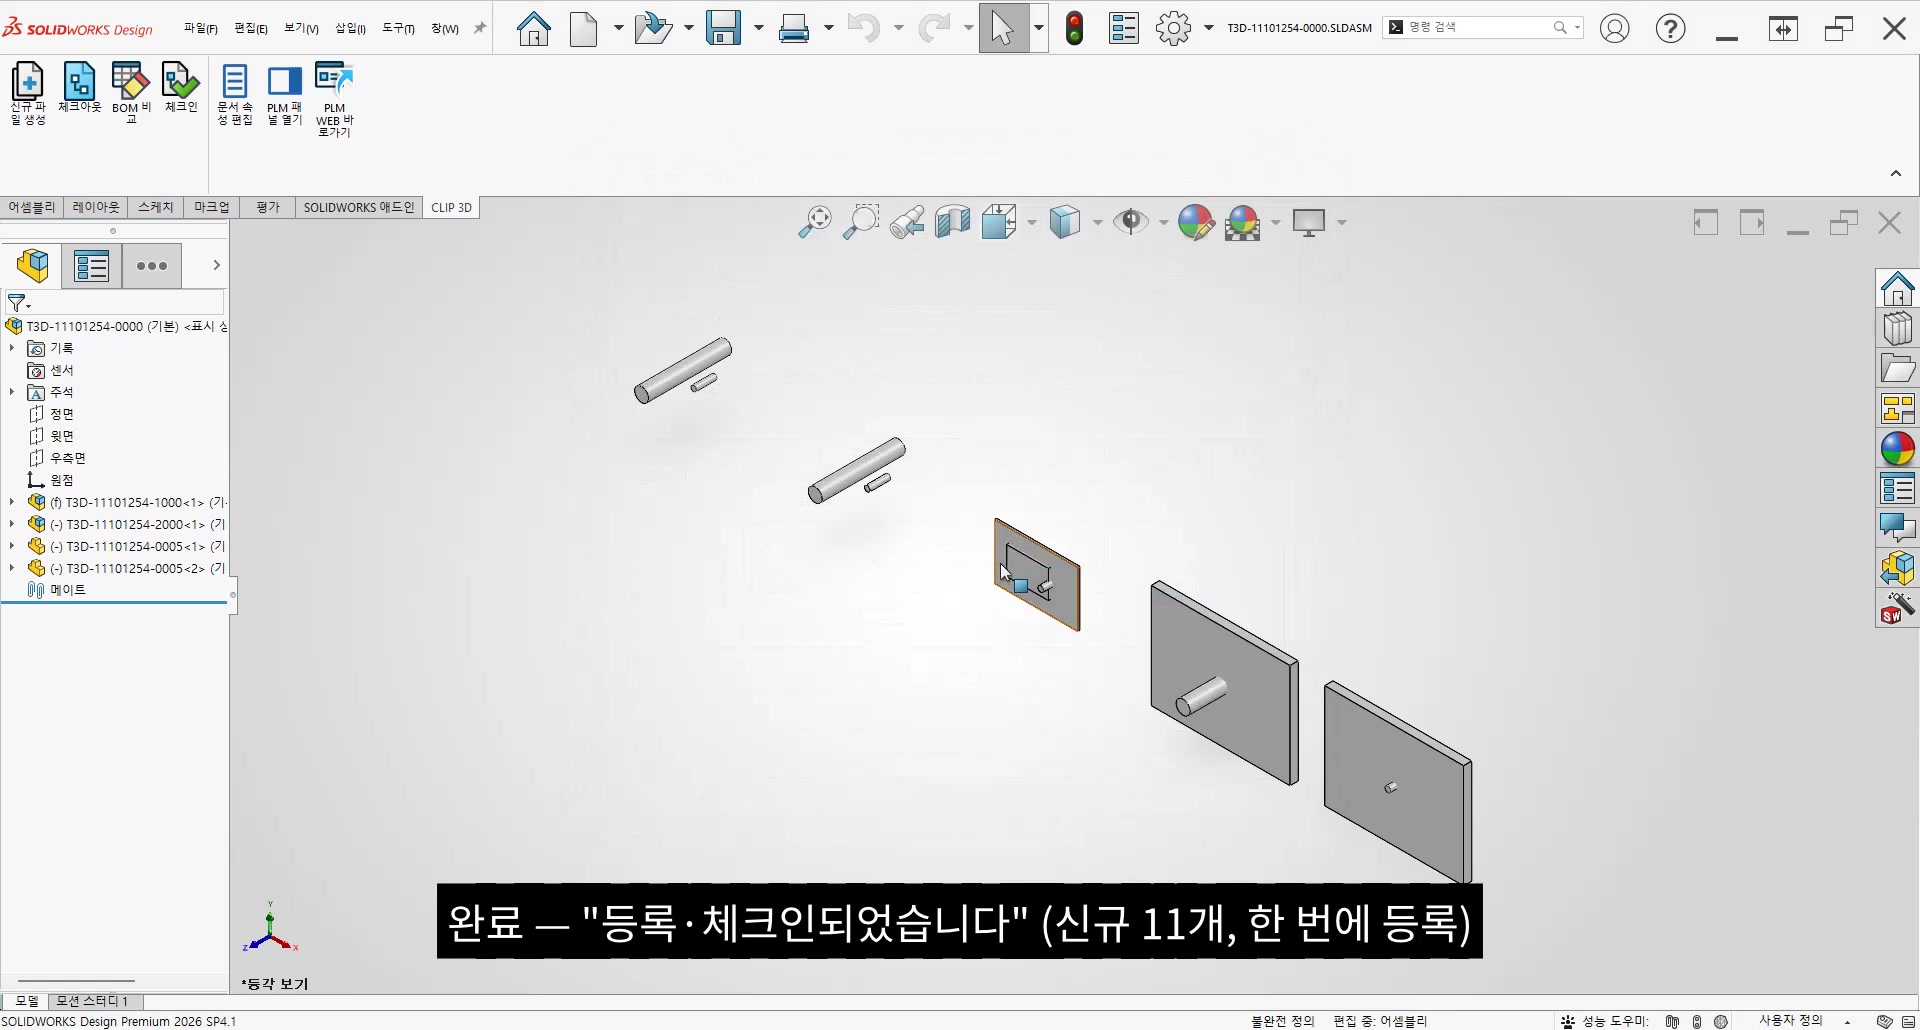 SOLIDWORKS Design
파일(F) 편집(E) 보기(V) 삽입(I) 도구(T) 창(W)
T3D-11101254-0000.SLDASM
명령 검색
신규 파일 생성
체크아웃
BOM 비교
체크인
문서 속성 편집
PLM 패널 열기
PLM WEB 바로가기
어셈블리 레이아웃 스케치 마크업 평가 SOLIDWORKS 애드인 CLIP 3D
T3D-11101254-0000 (기본) <표시 상
기록
센서
주석
정면
윗면
우측면
원점
(f) T3D-11101254-1000<1> (기
(-) T3D-11101254-2000<1> (기
(-) T3D-11101254-0005<1> (기
(-) T3D-11101254-0005<2> (기
메이트
완료 — "등록·체크인되었습니다" (신규 11개, 한 번에 등록)
Y
Z
X
*등각 보기
모델 모션 스터디 1
SOLIDWORKS Design Premium 2026 SP4.1
불완전 정의 편집 중: 어셈블리
성능 도우미:
사용자 정의